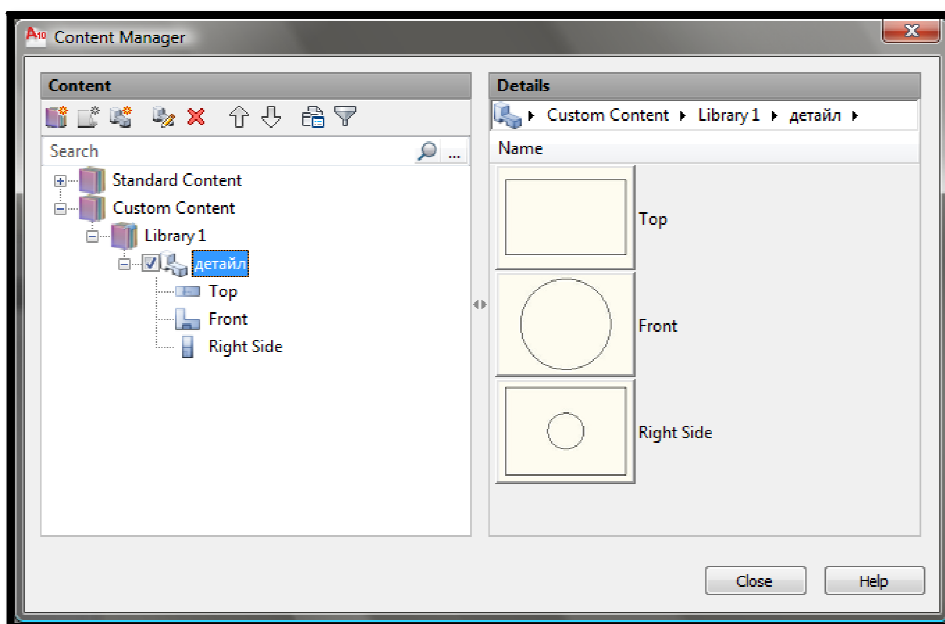 A10 Content Manager
Content
Search ...
Standard Content
Custom Content
Library 1
детайл
Top
Front
Right Side
Details
Custom Content Library 1 детайл
Name
Top
Front
Right Side
Close Help